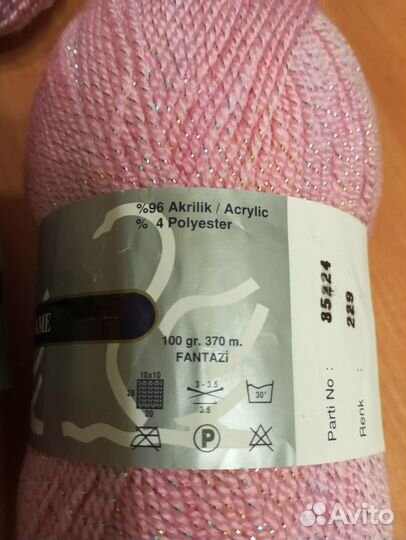 %96 Akrilik / Acrylic
% 4 Polyester
100 gr. 370 m.
FANTAZİ
10x10
20
3 - 3.5
3.5
30°
P
Parti No : 85224
Renk : 229
Avito